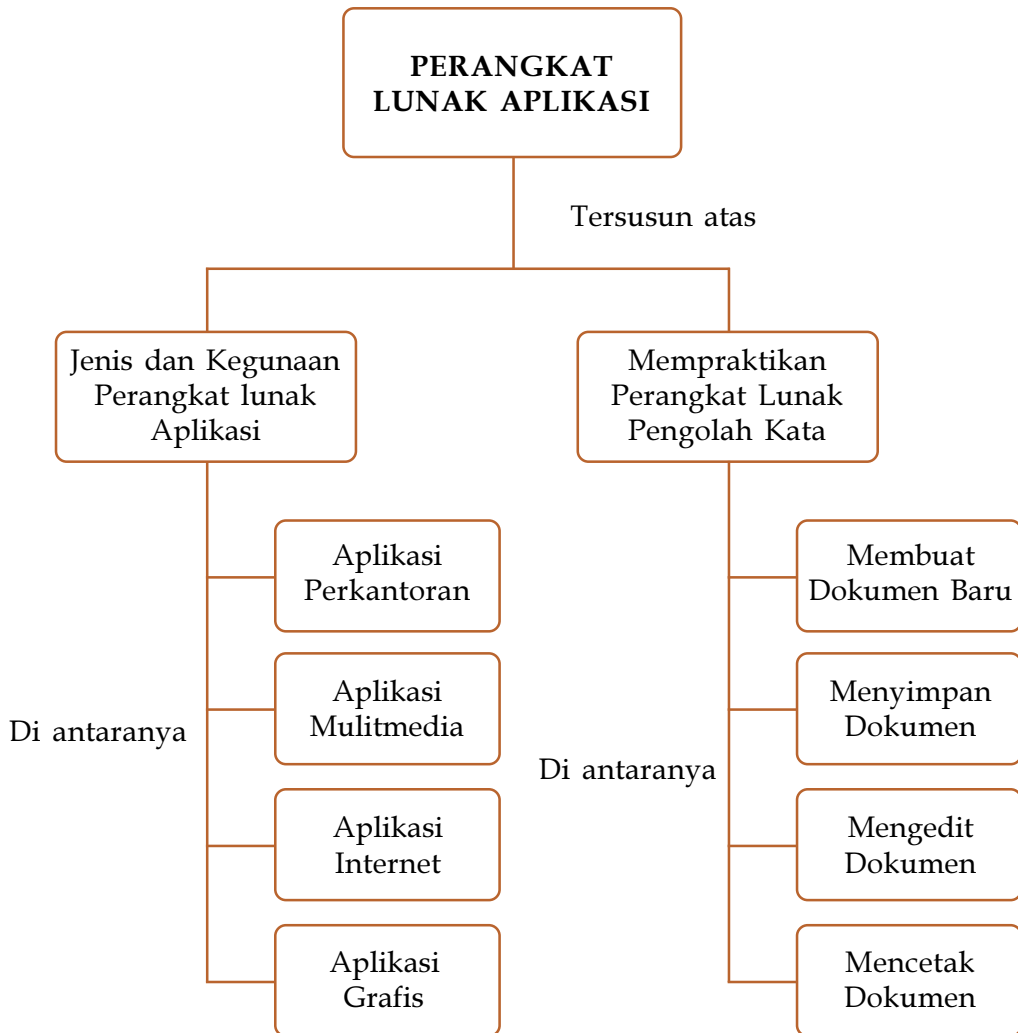 PERANGKAT
LUNAK APLIKASI
Tersusun atas
Jenis dan Kegunaan
Perangkat lunak
Aplikasi
Di antaranya
Aplikasi
Perkantoran
Aplikasi
Mulitmedia
Aplikasi
Internet
Aplikasi
Grafis
Mempraktikan
Perangkat Lunak
Pengolah Kata
Di antaranya
Membuat
Dokumen Baru
Menyimpan
Dokumen
Mengedit
Dokumen
Mencetak
Dokumen